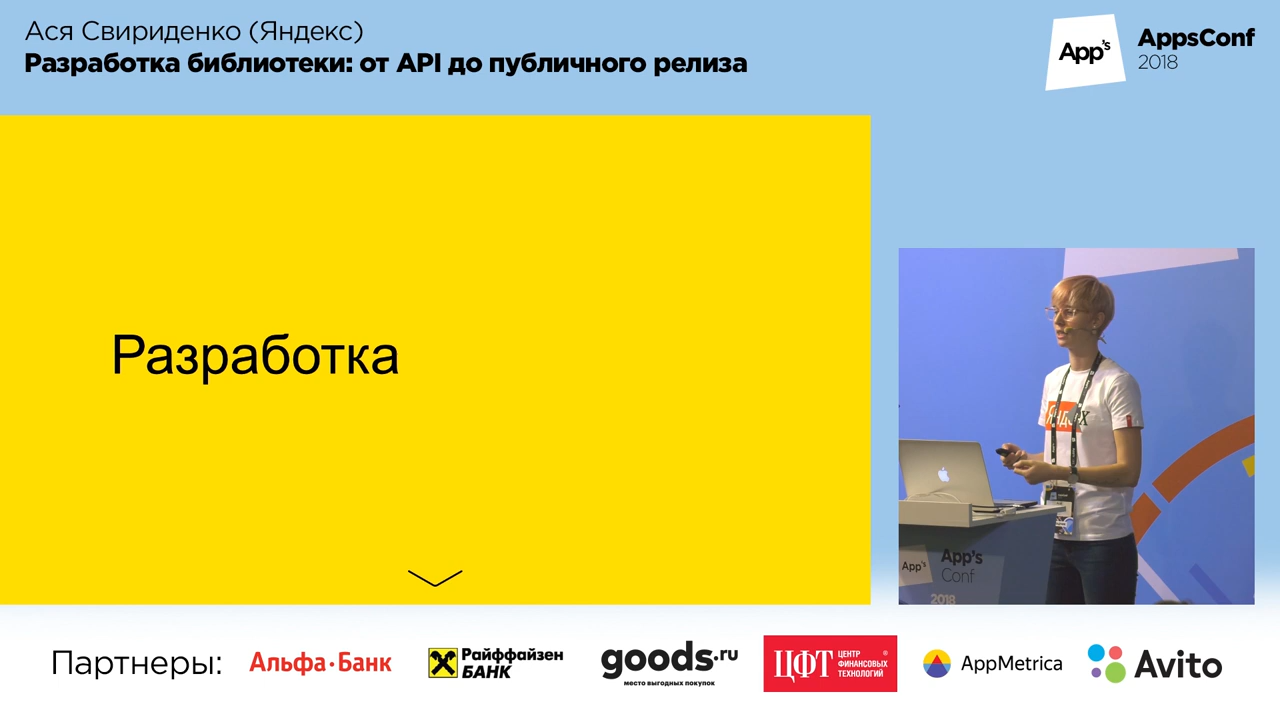 Ася Свириденко (Яндекс)
Разработка библиотеки: от API до публичного релиза
App's
AppsConf
2018
Разработка
App's
App's
Conf
2018
Партнеры:
Альфа·Банк
Райффайзен
БАНК
goods.ru
место выгодных покупок
ЦФТ
ЦЕНТР
ФИНАНСОВЫХ
ТЕХНОЛОГИЙ
®
AppMetrica
Avito